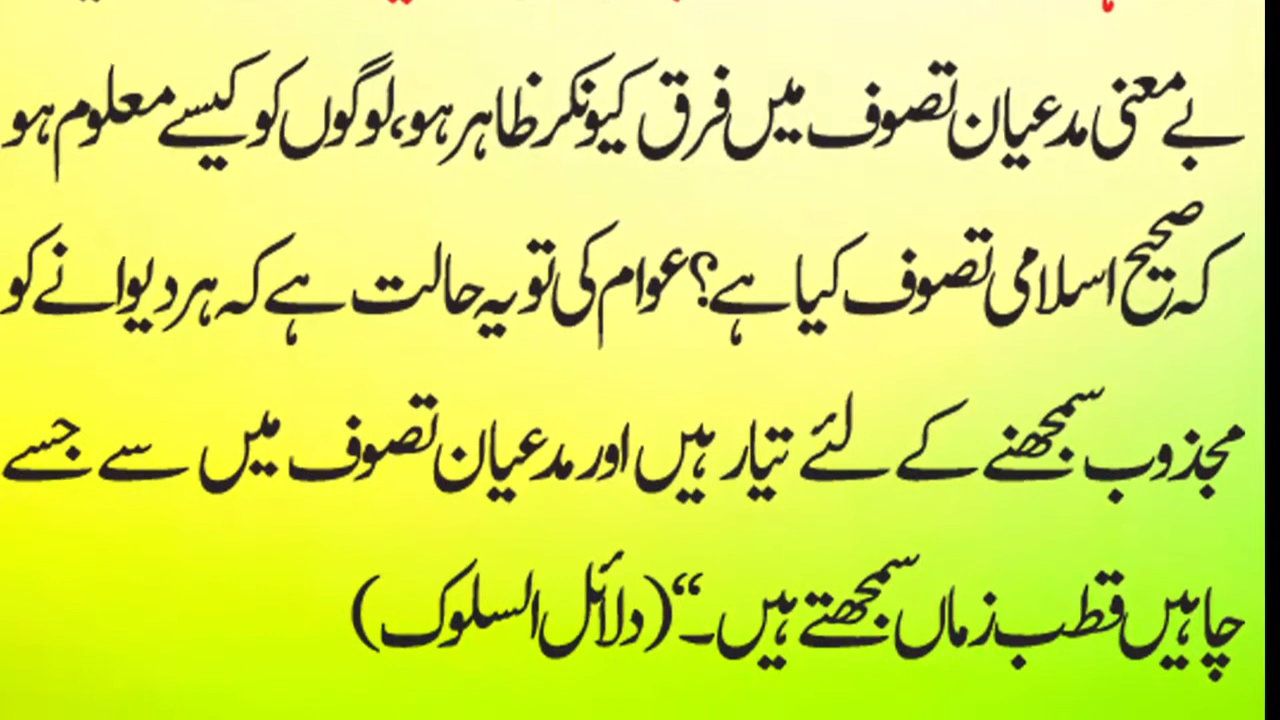 بے معنی مدعیان تصوف میں فرق کیونکر ظاہر ہو، لوگوں کو کیسے معلوم ہو
کہ صحیح اسلامی تصوف کیا ہے؟ عوام کی تو یہ حالت ہے کہ ہر دیوانے کو
مجذوب سمجھنے کے لئے تیار ہیں اور مدعیان تصوف میں سے جسے
چاہیں قطب زماں سمجھتے ہیں۔“ (دلائل السلوک)